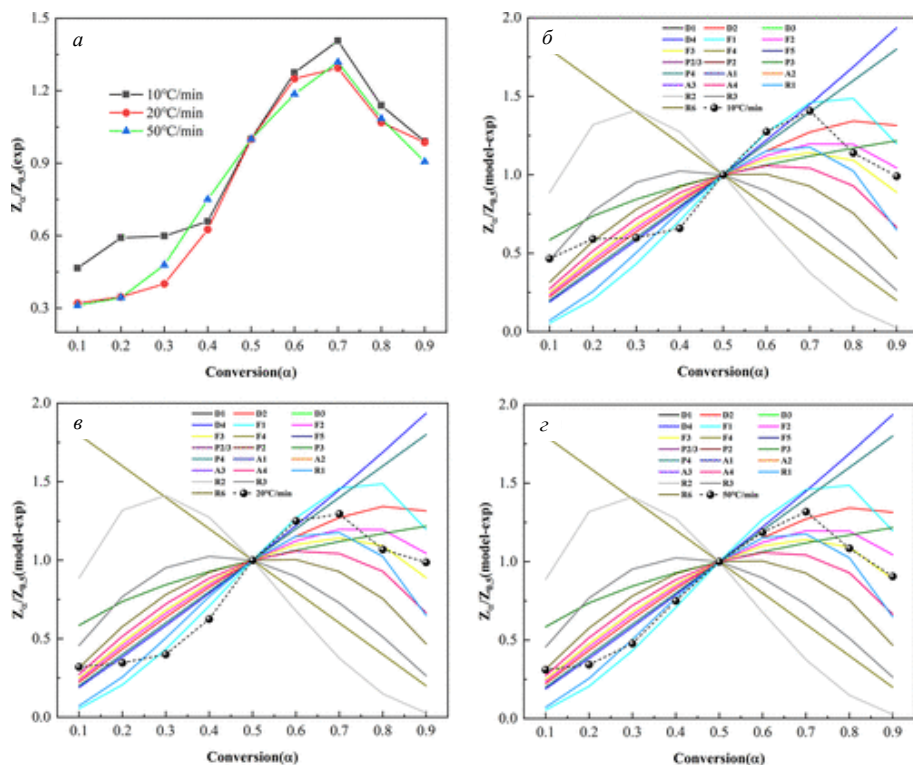 а
Z_α/Z_0.5(exp)
1.5
1.2
0.9
0.6
0.3
10°C/min
20°C/min
50°C/min
0.1 0.2 0.3 0.4 0.5 0.6 0.7 0.8 0.9
Conversion(α)
б
Z_α/Z_0.5(model-exp)
2.0
1.5
1.0
0.5
0.0
D1 D2 D3
D4 F1 F2
F3 F4 F5
P2/3 P2 P3
P4 A1 A2
A3 A4 R1
R2 R3
R6 10°C/min
0.1 0.2 0.3 0.4 0.5 0.6 0.7 0.8 0.9
Conversion(α)
в
Z_α/Z_0.5(model-exp)
2.0
1.5
1.0
0.5
0.0
D1 D2 D3
D4 F1 F2
F3 F4 F5
P2/3 P2 P3
P4 A1 A2
A3 A4 R1
R2 R3
R6 20°C/min
0.1 0.2 0.3 0.4 0.5 0.6 0.7 0.8 0.9
Conversion(α)
г
Z_α/Z_0.5(model-exp)
2.0
1.5
1.0
0.5
0.0
D1 D2 D3
D4 F1 F2
F3 F4 F5
P2/3 P2 P3
P4 A1 A2
A3 A4 R1
R2 R3
R6 50°C/min
0.1 0.2 0.3 0.4 0.5 0.6 0.7 0.8 0.9
Conversion(α)